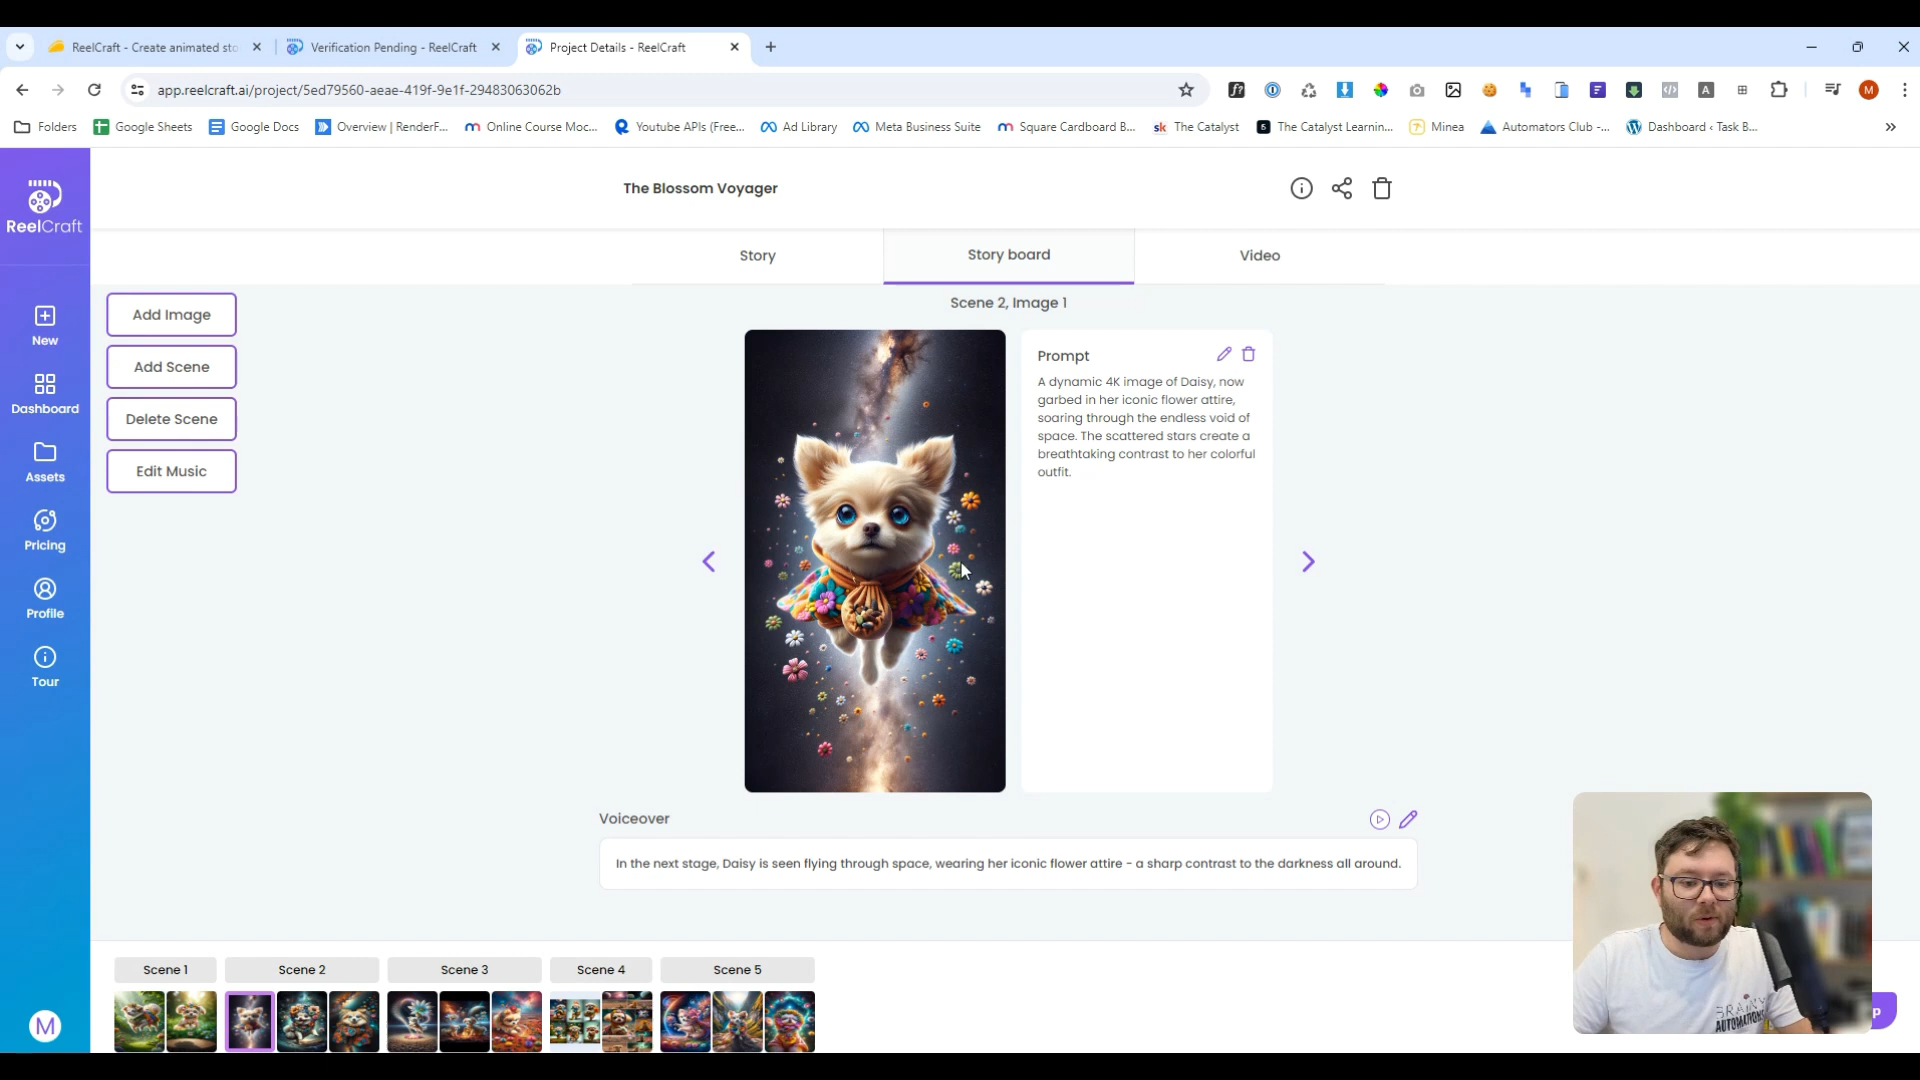 ReelCraft - Create animated sto
Verification Pending - ReelCraft
Project Details - ReelCraft
app.reelcraft.ai/project/5ed79560-aeae-419f-9e1f-29483063062b
M
Folders
Google Sheets
Google Docs
Overview | RenderF...
Online Course Moc...
Youtube APIs (Free...
Ad Library
Meta Business Suite
Square Cardboard B...
sk The Catalyst
The Catalyst Learnin...
Minea
Automators Club -...
Dashboard ‹ Task B...
ReelCraft
The Blossom Voyager
Story
Story board
Video
Scene 2, Image 1
New
Dashboard
Assets
Pricing
Profile
Tour
M
Add Image
Add Scene
Delete Scene
Edit Music
Prompt
A dynamic 4K image of Daisy, now
garbed in her iconic flower attire,
soaring through the endless void of
space. The scattered stars create a
breathtaking contrast to her colorful
outfit.
Voiceover
In the next stage, Daisy is seen flying through space, wearing her iconic flower attire - a sharp contrast to the darkness all around.
Scene 1
Scene 2
Scene 3
Scene 4
Scene 5
BRAINY
AUTOMATIONS
p